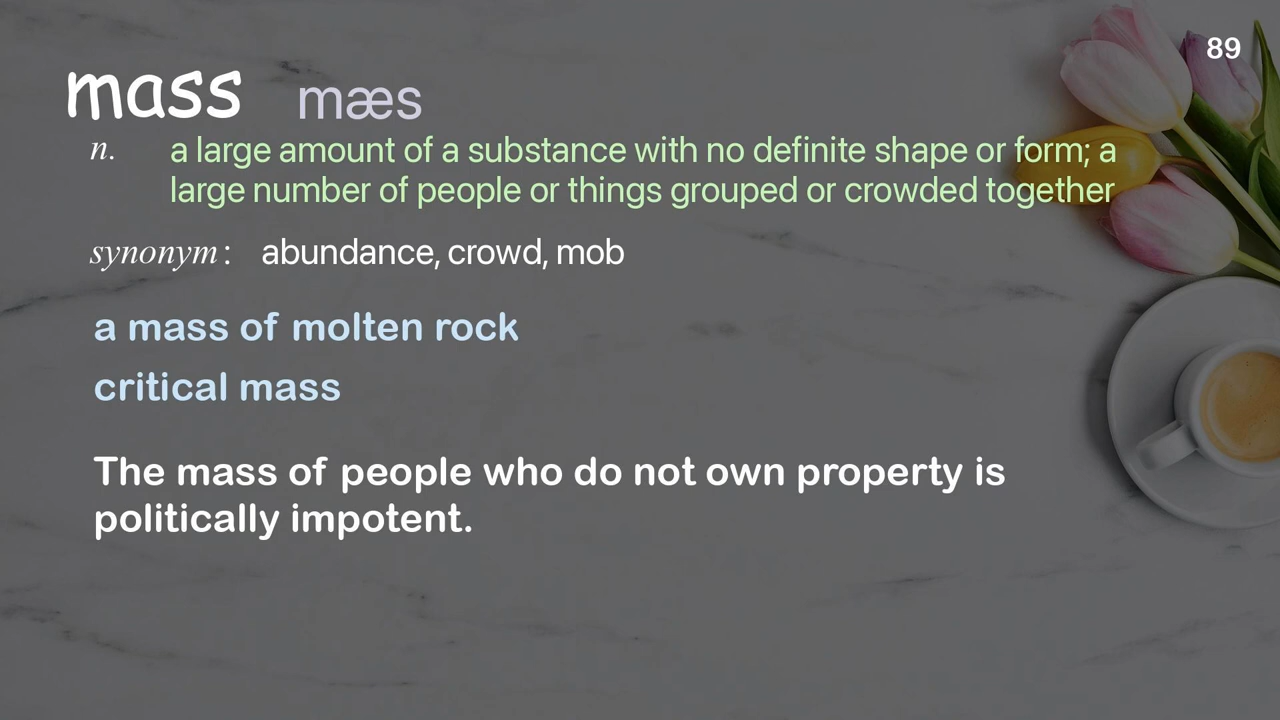 89
mass mæs
n. a large amount of a substance with no definite shape or form; a
large number of people or things grouped or crowded together
synonym: abundance, crowd, mob
a mass of molten rock
critical mass
The mass of people who do not own property is
politically impotent.